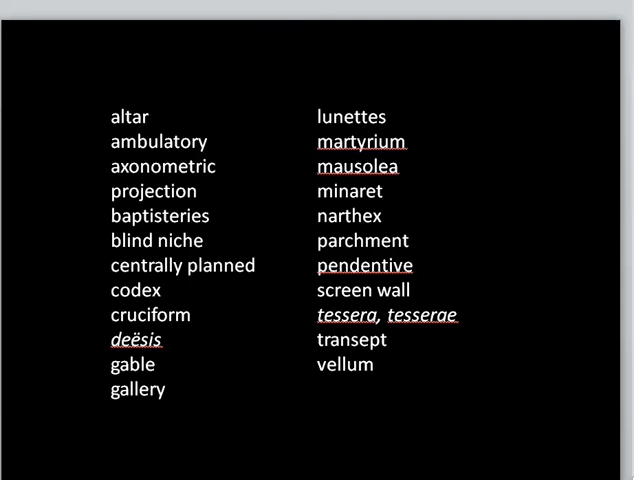 altar
ambulatory
axonometric
projection
baptisteries
blind niche
centrally planned
codex
cruciform
deësis
gable
gallery
lunettes
martyrium
mausolea
minaret
narthex
parchment
pendentive
screen wall
tessera, tesserae
transept
vellum